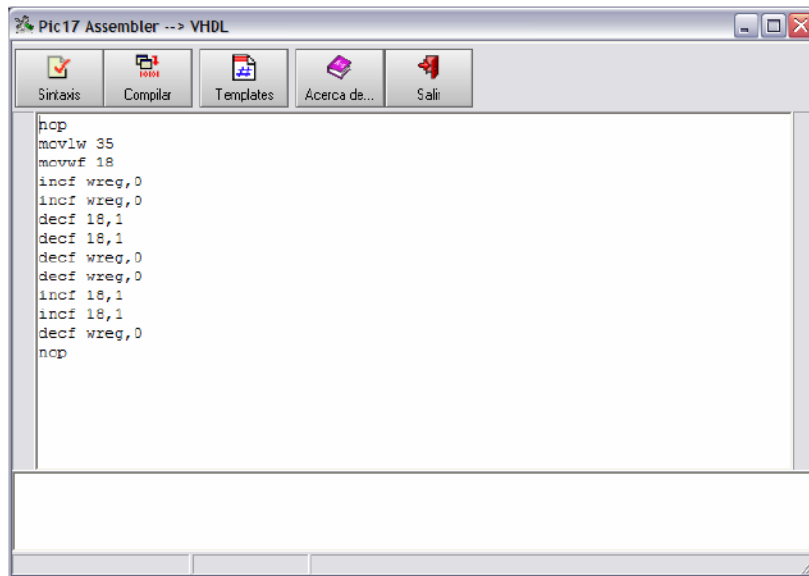 Pic17 Assembler --> VHDL
Sintaxis Compilar Templates Acerca de... Salir
nop
movlw 35
movwf 18
incf wreg,0
incf wreg,0
decf 18,1
decf 18,1
decf wreg,0
decf wreg,0
incf 18,1
incf 18,1
decf wreg,0
nop